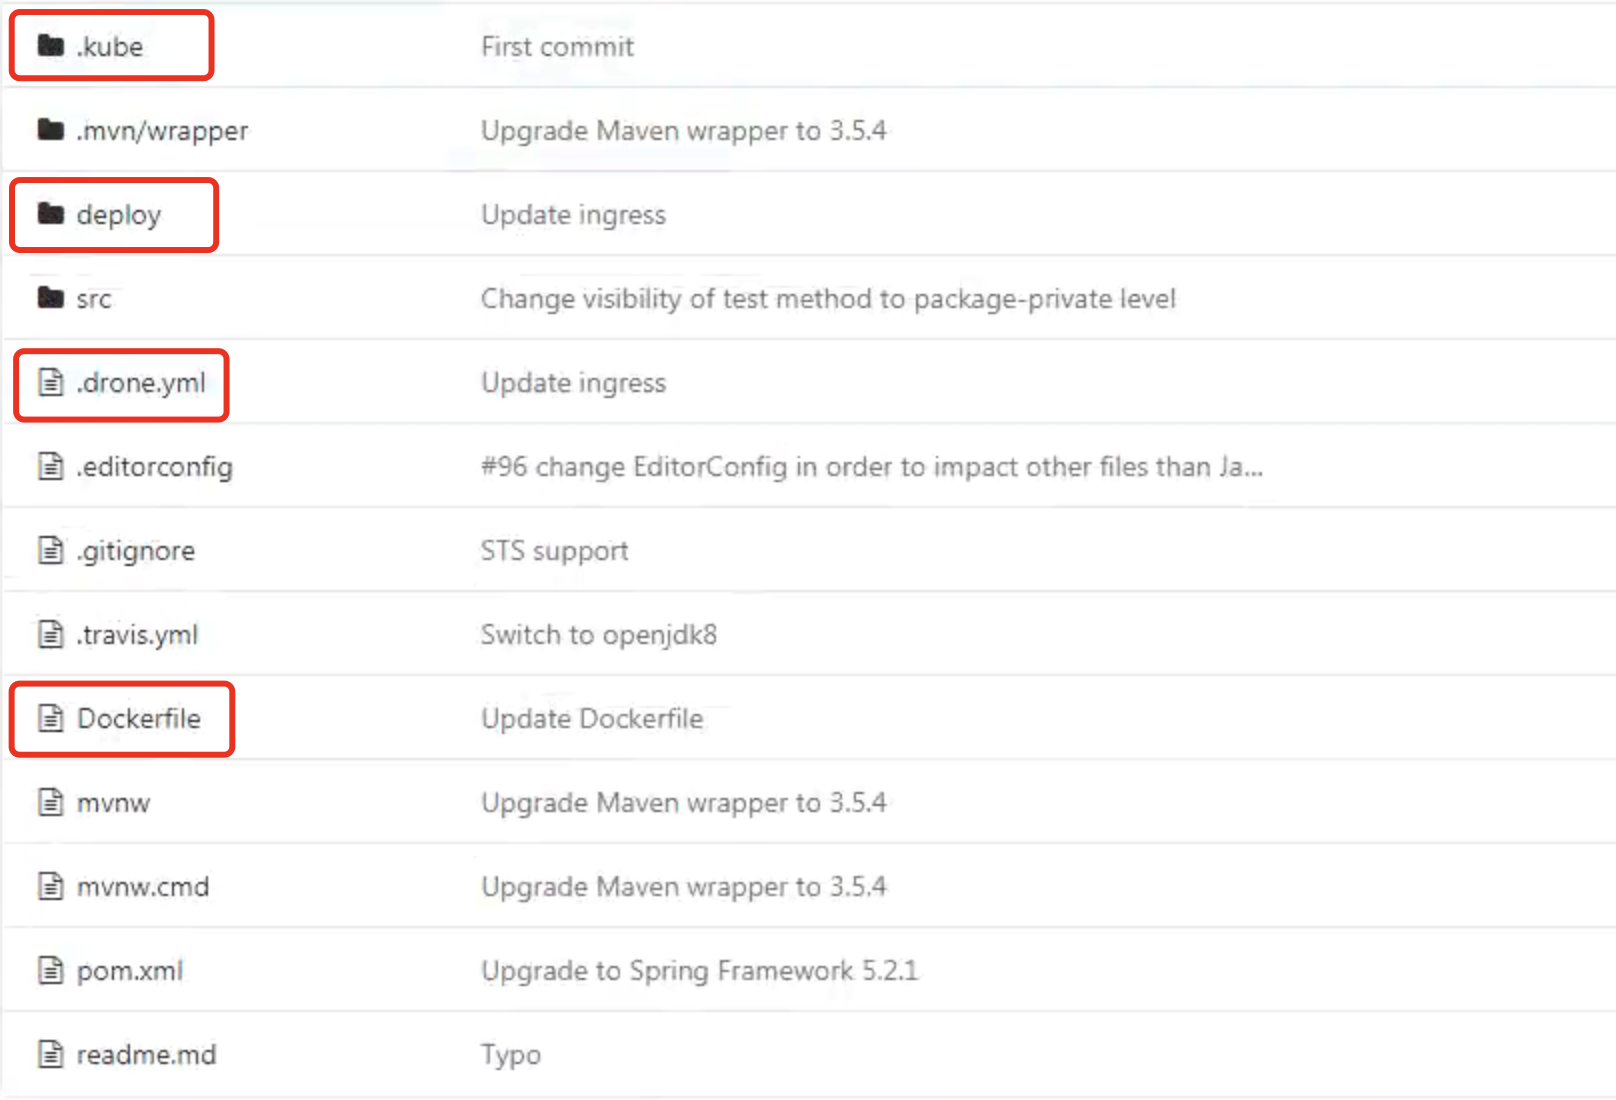 .kube First commit
.mvn/wrapper Upgrade Maven wrapper to 3.5.4
deploy Update ingress
src Change visibility of test method to package-private level
.drone.yml Update ingress
.editorconfig #96 change EditorConfig in order to impact other files than Ja...
.gitignore STS support
.travis.yml Switch to openjdk8
Dockerfile Update Dockerfile
mvnw Upgrade Maven wrapper to 3.5.4
mvnw.cmd Upgrade Maven wrapper to 3.5.4
pom.xml Upgrade to Spring Framework 5.2.1
readme.md Typo